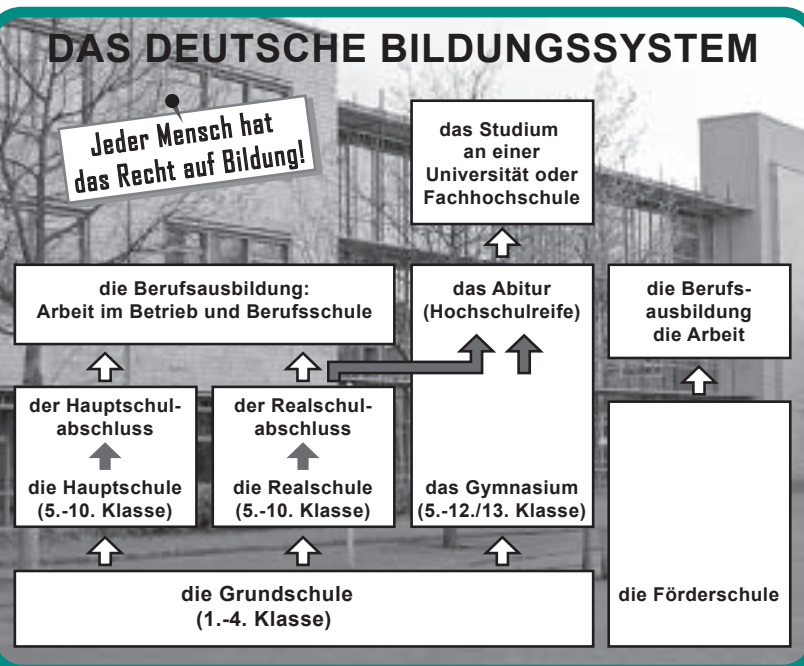 DAS DEUTSCHE BILDUNGSSYSTEM
Jeder Mensch hat
das Recht auf Bildung!
das Studium
an einer
Universität oder
Fachhochschule
die Berufsausbildung:
Arbeit im Betrieb und Berufsschule
das Abitur
(Hochschulreife)
die Berufs-
ausbildung
die Arbeit
der Hauptschul-
abschluss
die Hauptschule
(5.-10. Klasse)
der Realschul-
abschluss
die Realschule
(5.-10. Klasse)
das Gymnasium
(5.-12./13. Klasse)
die Grundschule
(1.-4. Klasse)
die Förderschule